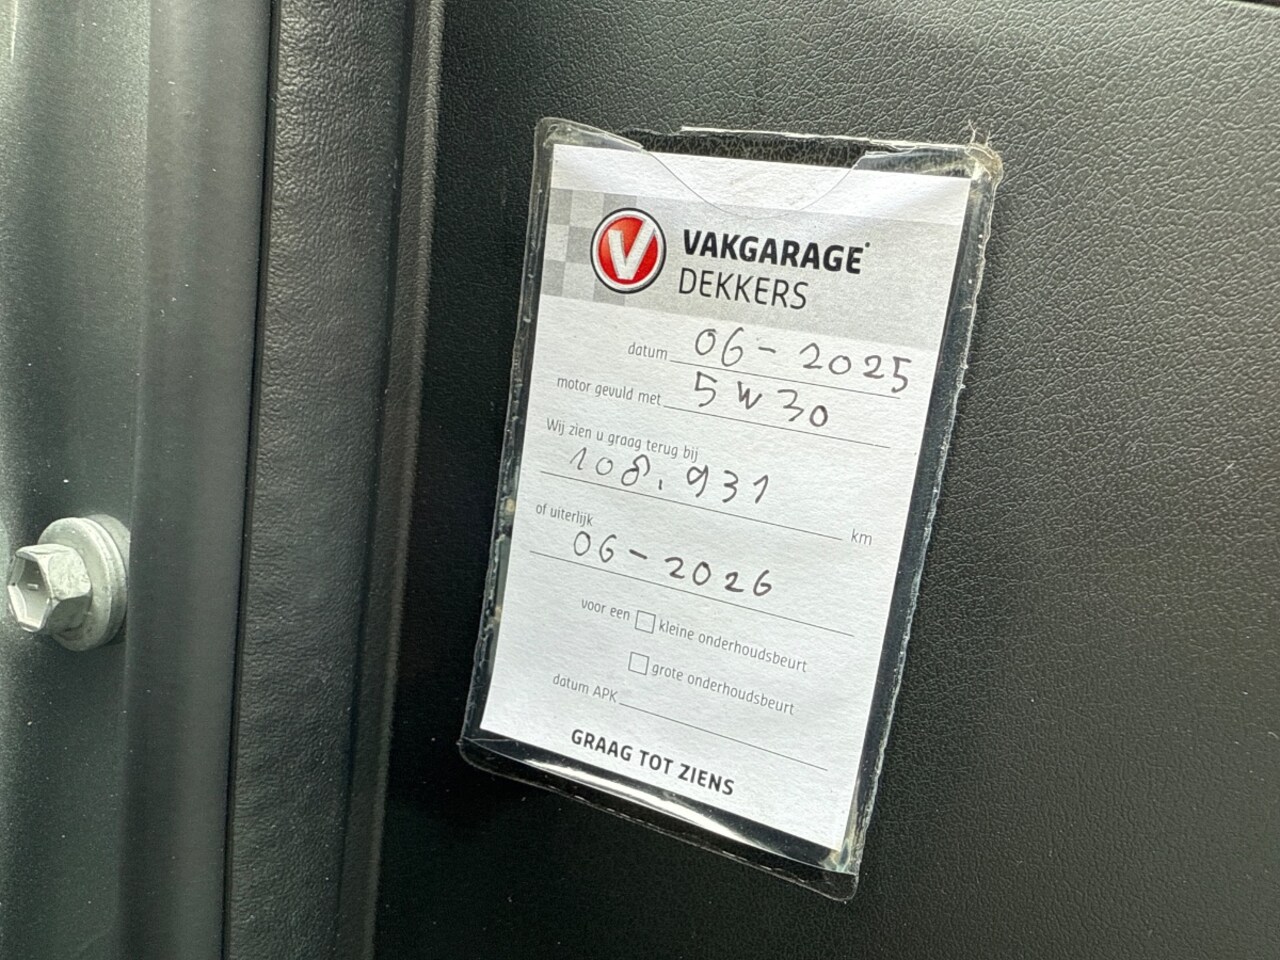 VAKGARAGE
DEKKERS
datum 06-2025
motor gevuld met 5W30
Wij zien u graag terug bij
108.931 km
of uiterlijk
06-2026
voor een kleine onderhoudsbeurt
grote onderhoudsbeurt
datum APK
GRAAG TOT ZIENS